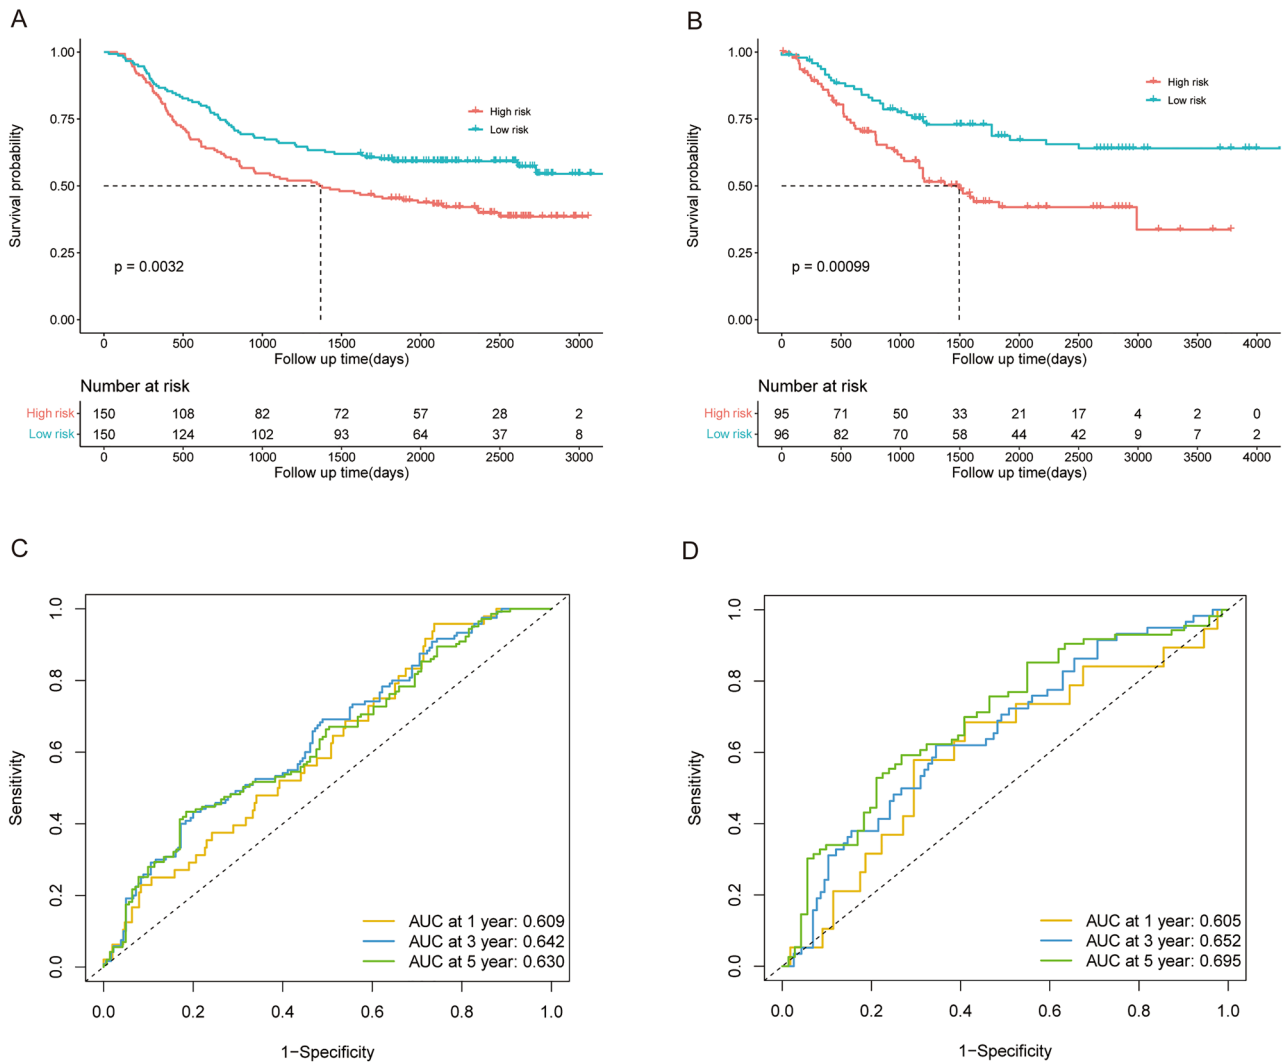 A
1.00
0.75
0.50
0.25
0.00
Survival probability
High risk
Low risk
p = 0.0032
0 500 1000 1500 2000 2500 3000
Follow up time(days)
Number at risk
High risk 150 108 82 72 57 28 2
Low risk 150 124 102 93 64 37 8
0 500 1000 1500 2000 2500 3000
Follow up time(days)
B
1.00
0.75
0.50
0.25
0.00
Survival probability
High risk
Low risk
p = 0.00099
0 500 1000 1500 2000 2500 3000 3500 4000
Follow up time(days)
Number at risk
High risk 95 71 50 33 21 17 4 2 0
Low risk 96 82 70 58 44 42 9 7 2
0 500 1000 1500 2000 2500 3000 3500 4000
Follow up time(days)
C
1.0
0.8
0.6
0.4
0.2
0.0
Sensitivity
AUC at 1 year: 0.609
AUC at 3 year: 0.642
AUC at 5 year: 0.630
0.0 0.2 0.4 0.6 0.8 1.0
1−Specificity
D
1.0
0.8
0.6
0.4
0.2
0.0
Sensitivity
AUC at 1 year: 0.605
AUC at 3 year: 0.652
AUC at 5 year: 0.695
0.0 0.2 0.4 0.6 0.8 1.0
1−Specificity